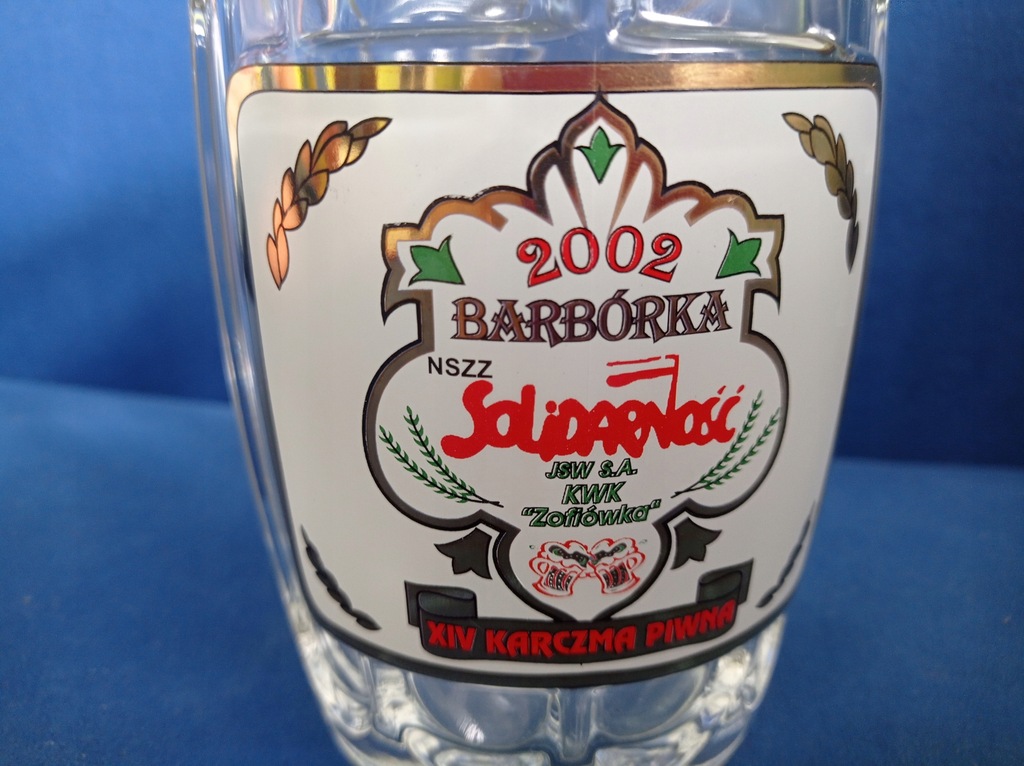 2002
BARBÓRKA
NSZZ
SOLIDARNOŚĆ
JSW S.A.
KWK
"Zofiówka"
XIV KARCZMA PIWNA